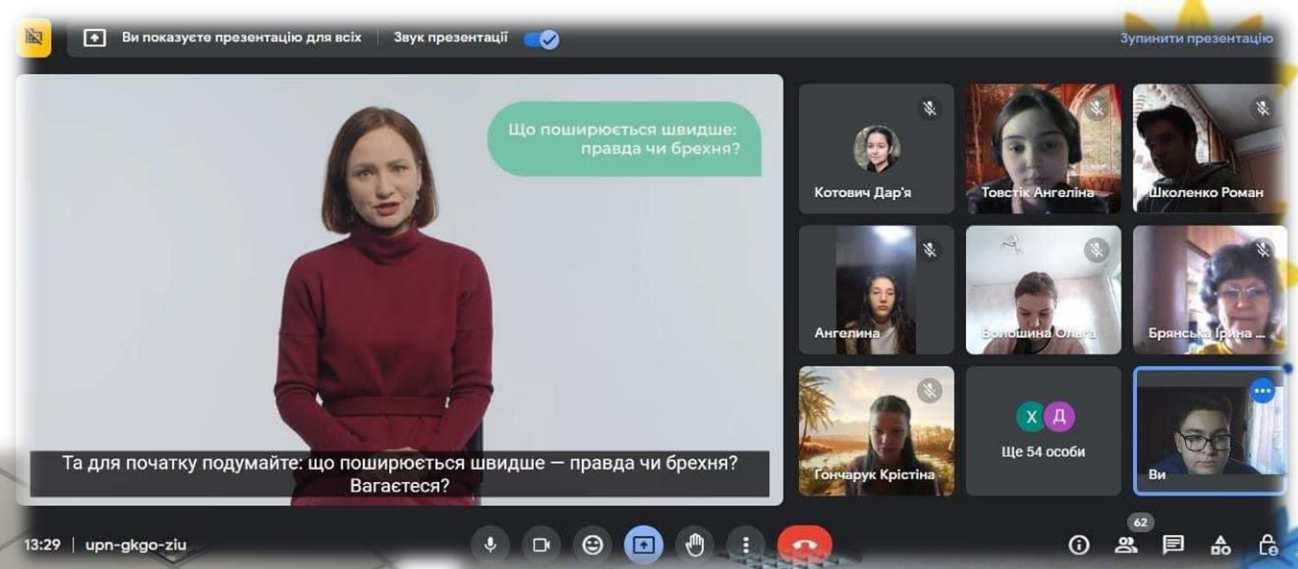 Ви показуєте презентацію для всіх
Звук презентації
Зупинити презентацію
Що поширюється швидше:
правда чи брехня?
Та для початку подумайте: що поширюється швидше — правда чи брехня?
Вагаєтеся?
Котович Дар'я
Товстік Ангеліна
Школенко Роман
Ангелина
Волошина Ольга
Брянська Ірина ...
Гончарук Крістіна
Х Д
Ще 54 особи
Ви
13:29 | upn-gkgo-ziu
62